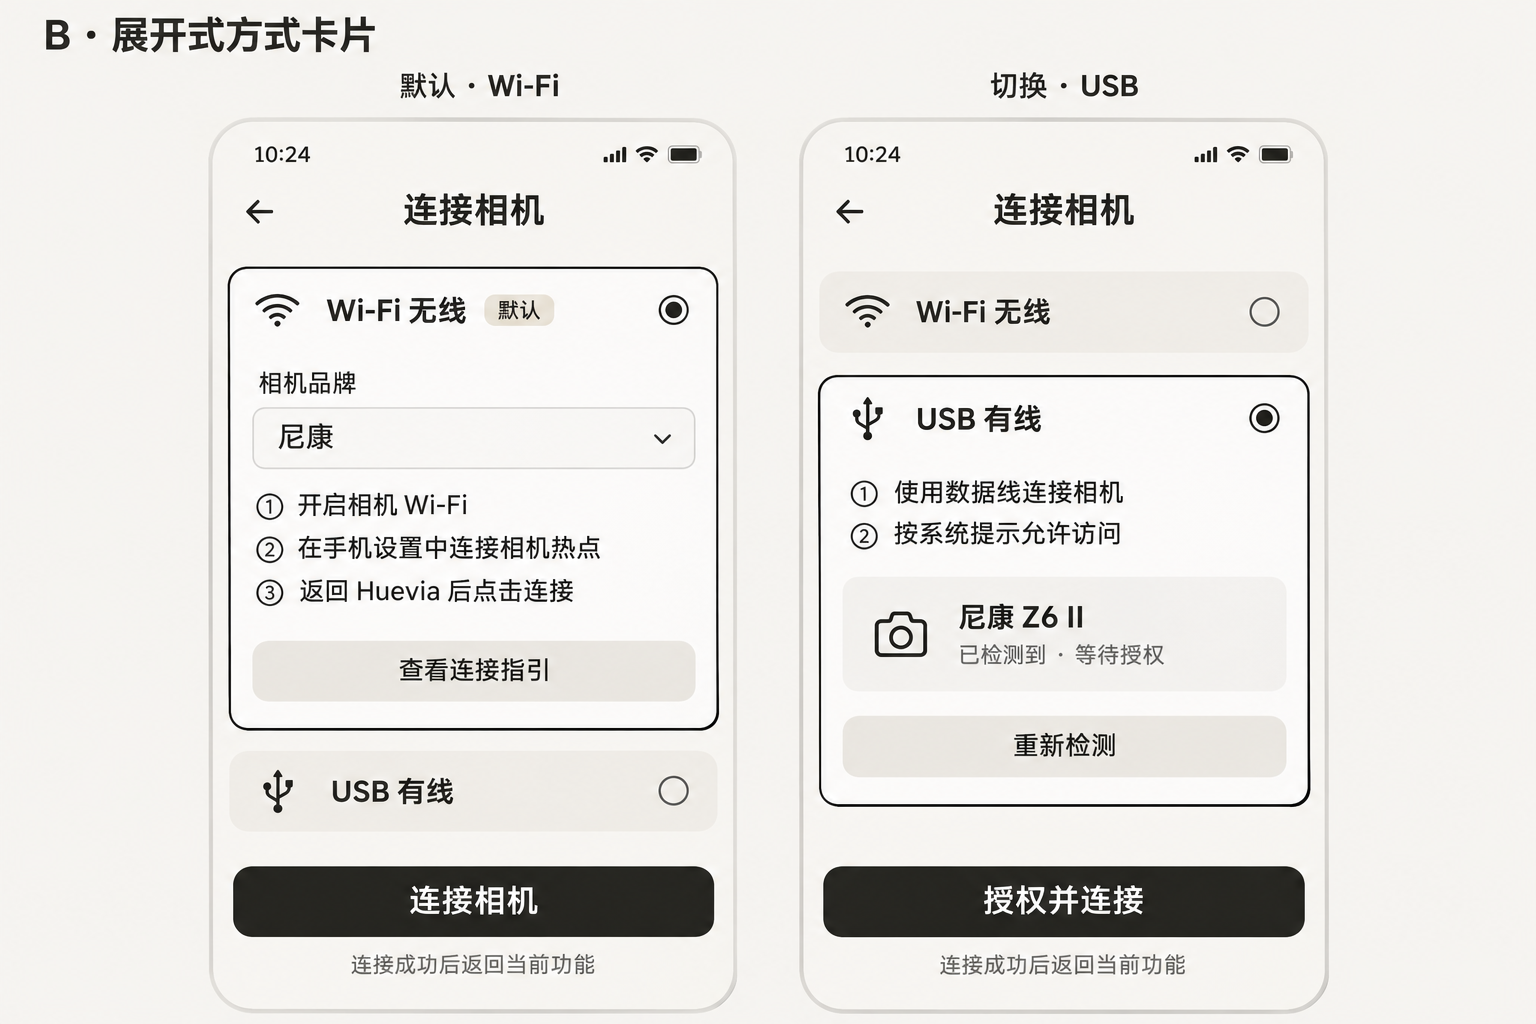 B · 展开式方式卡片
默认 · Wi-Fi
10:24
连接相机
Wi-Fi 无线 默认
相机品牌
尼康
① 开启相机 Wi-Fi
② 在手机设置中连接相机热点
③ 返回 Huevia 后点击连接
查看连接指引
USB 有线
连接相机
连接成功后返回当前功能
切换 · USB
10:24
连接相机
Wi-Fi 无线
USB 有线
① 使用数据线连接相机
② 按系统提示允许访问
尼康 Z6 II
已检测到 · 等待授权
重新检测
授权并连接
连接成功后返回当前功能